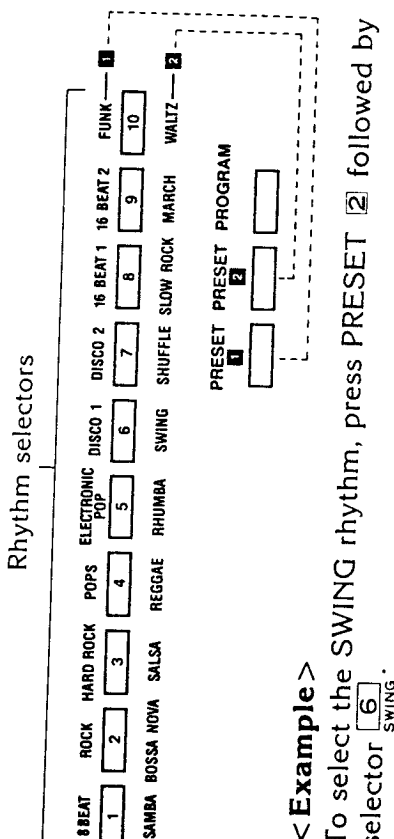 Rhythm selectors
8 BEAT ROCK HARD ROCK POPS ELECTRONIC POP DISCO 1 DISCO 2 16 BEAT 1 16 BEAT 2 FUNK 1
1 2 3 4 5 6 7 8 9 10
SAMBA BOSSA NOVA SALSA REGGAE RHUMBA SWING SHUFFLE SLOW ROCK MARCH WALTZ 2
PRESET PRESET PROGRAM
1 2
<Example>
To select the SWING rhythm, press PRESET 2 followed by
selector 6 .
SWING